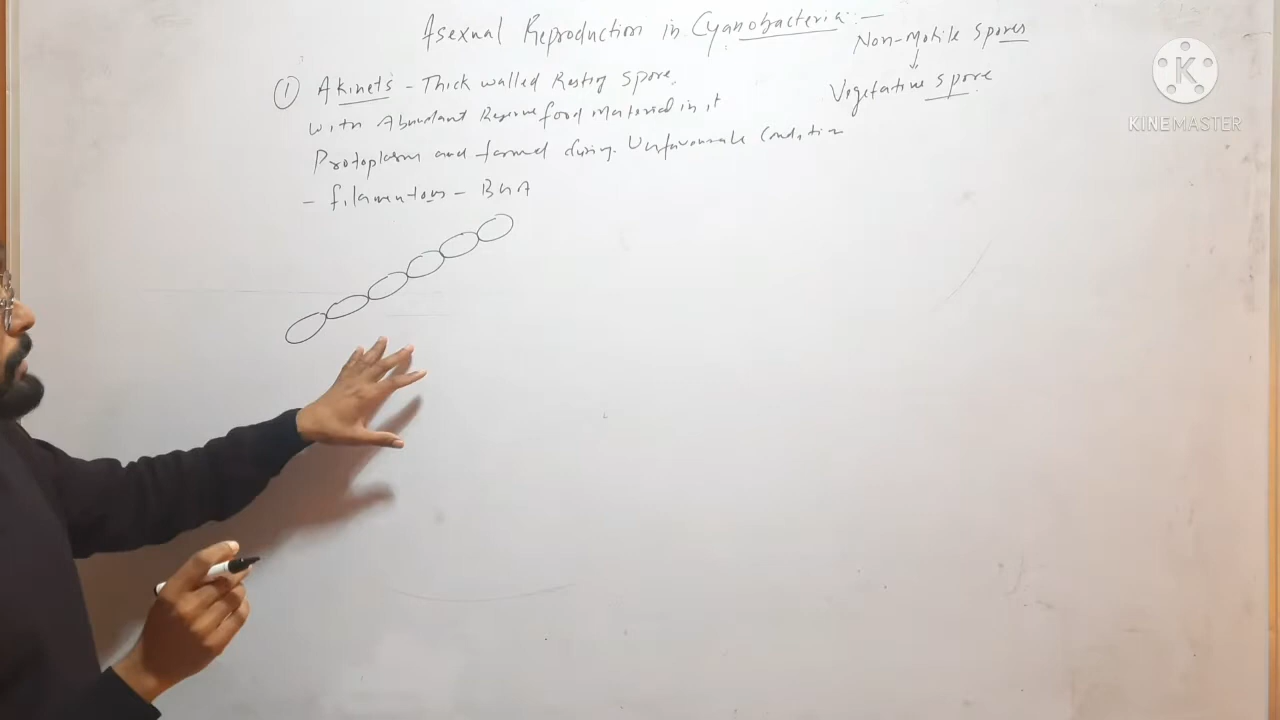 Asexual Reproduction in Cyanobacteria :-
Non-Motile Spores
↓
Vegetative spore
① Akinets - Thick walled Resting Spore,
with Abundant Reserve food Material in it
Protoplasm and formed during Unfavourable Condition
- filamentous - BGA
K
KINEMASTER